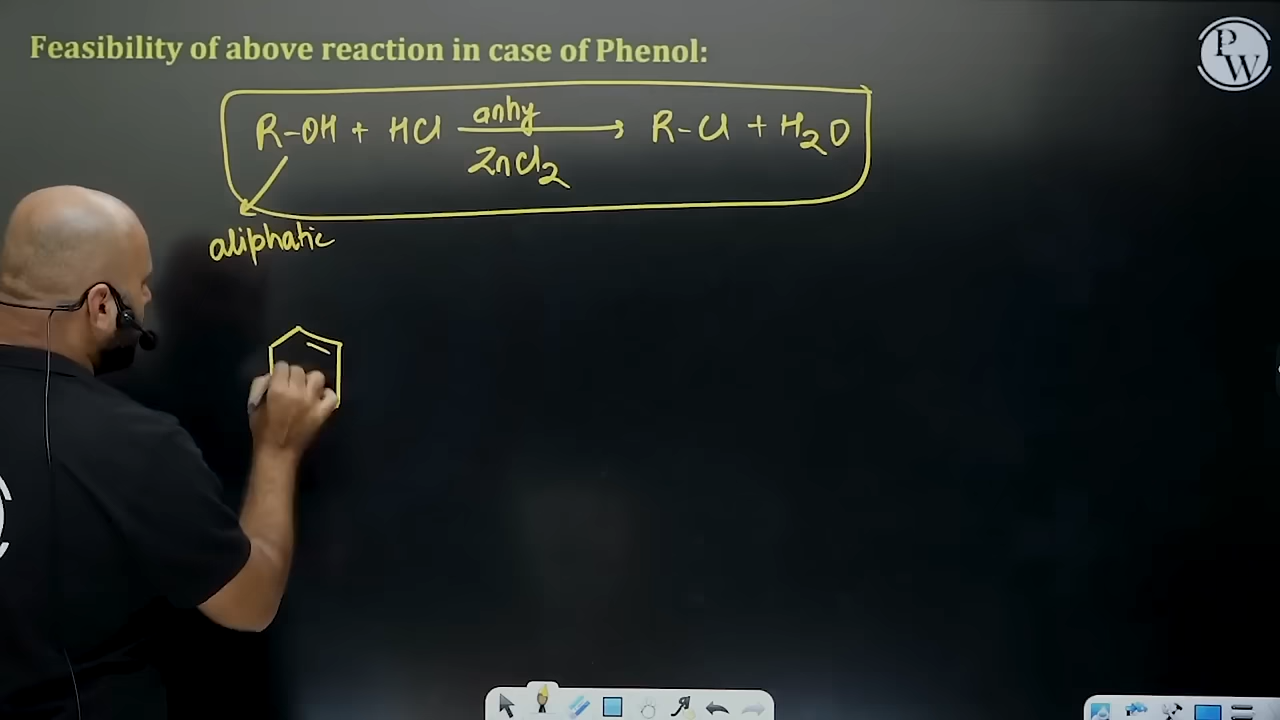 Feasibility of above reaction in case of Phenol:
PW
R-OH + HCl anhy ZnCl2 → R-Cl + H2O
aliphatic